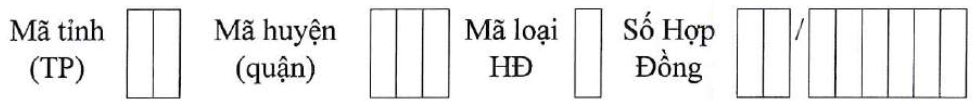 Mã tỉnh (TP) Mã huyện (quận) Mã loại HĐ Số Hợp Đồng /